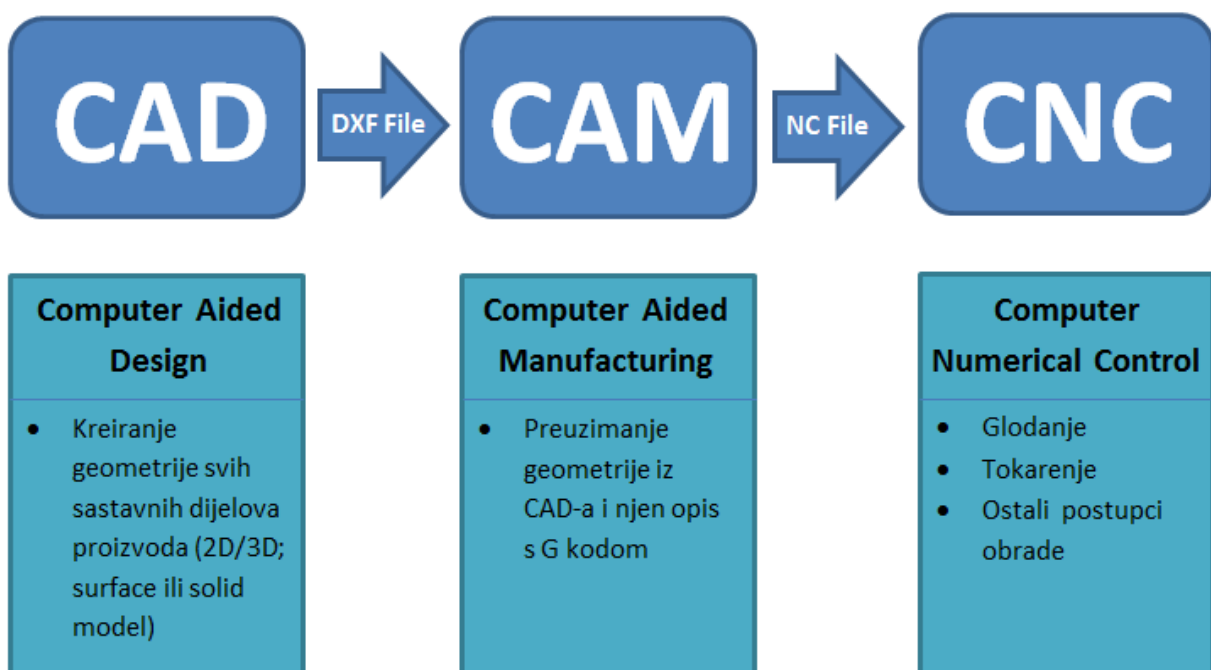 CAD
DXF File
CAM
NC File
CNC
Computer Aided
Design
• Kreiranje
geometrije svih
sastavnih dijelova
proizvoda (2D/3D;
surface ili solid
model)
Computer Aided
Manufacturing
• Preuzimanje
geometrije iz
CAD-a i njen opis
s G kodom
Computer
Numerical Control
• Glodanje
• Tokarenje
• Ostali postupci
obrade